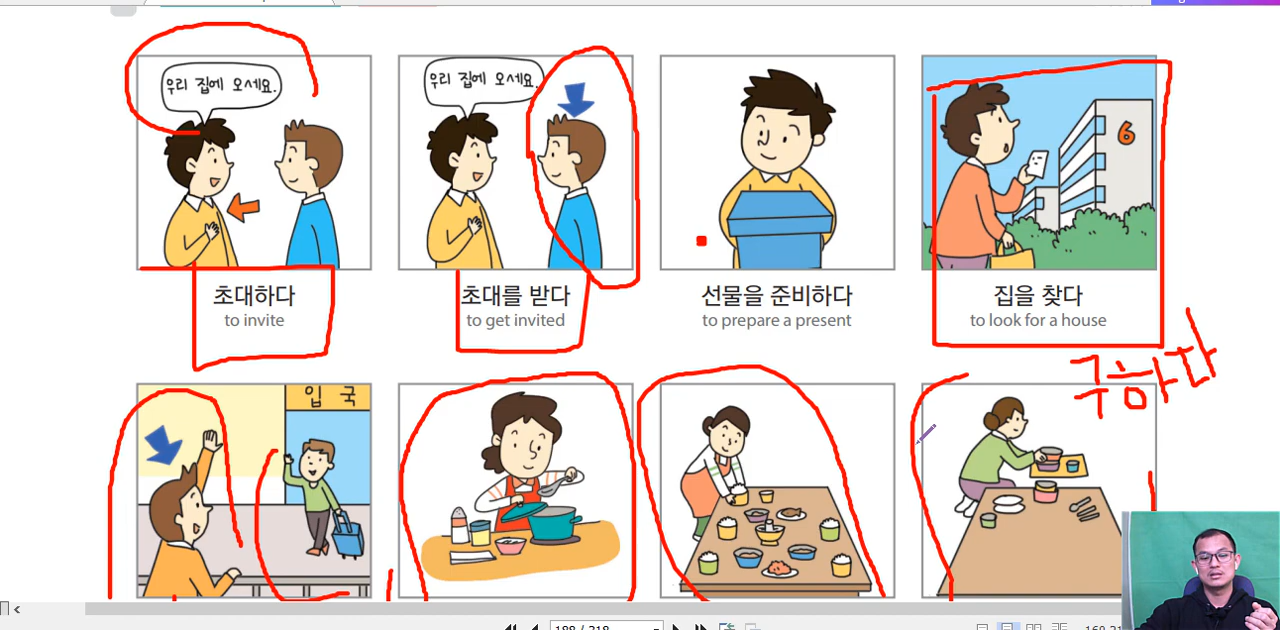 우리 집에 오세요.
우리 집에 오세요.
6
초대하다
to invite
초대를 받다
to get invited
선물을 준비하다
to prepare a present
집을 찾다
to look for a house
구하다
입국
188 / 218